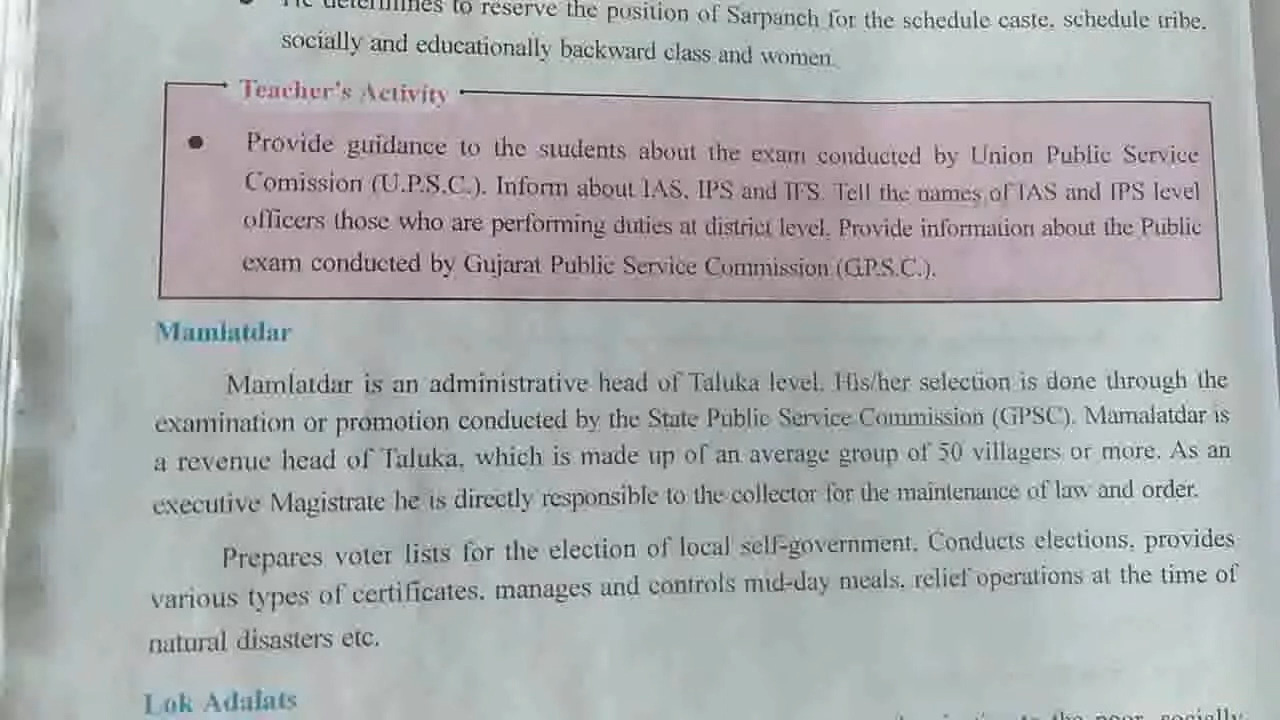 He determines to reserve the position of Sarpanch for the schedule caste, schedule tribe,
socially and educationally backward class and women.
Teacher's Activity
● Provide guidance to the students about the exam conducted by Union Public Service
Comission (U.P.S.C.). Inform about IAS, IPS and IFS. Tell the names of IAS and IPS level
officers those who are performing duties at district level. Provide information about the Public
exam conducted by Gujarat Public Service Commission (G.P.S.C.).
Mamlatdar
Mamlatdar is an administrative head of Taluka level. His/her selection is done through the
examination or promotion conducted by the State Public Service Commission (GPSC). Mamalatdar is
a revenue head of Taluka, which is made up of an average group of 50 villagers or more. As an
executive Magistrate he is directly responsible to the collector for the maintenance of law and order.
Prepares voter lists for the election of local self-government. Conducts elections, provides
various types of certificates, manages and controls mid-day meals, relief operations at the time of
natural disasters etc.
Lok Adalats
the poor, socially